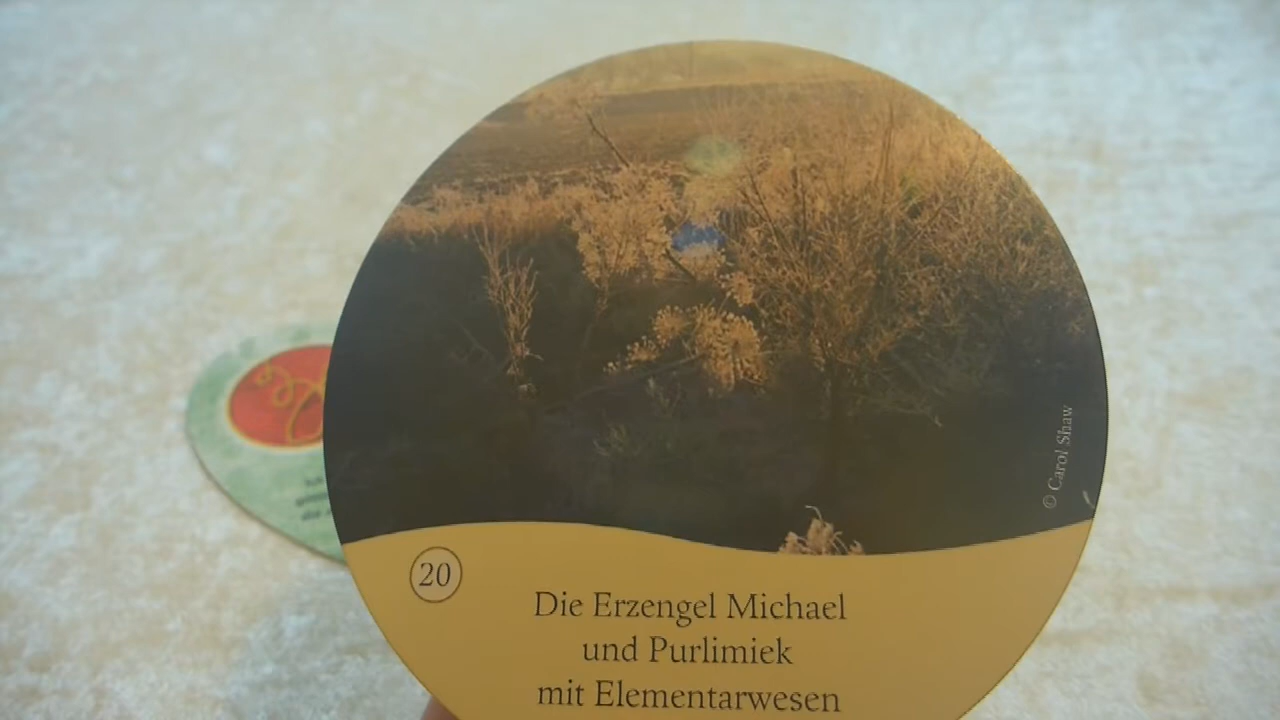 © Carol Shaw
20
Die Erzengel Michael
und Purlimiek
mit Elementarwesen